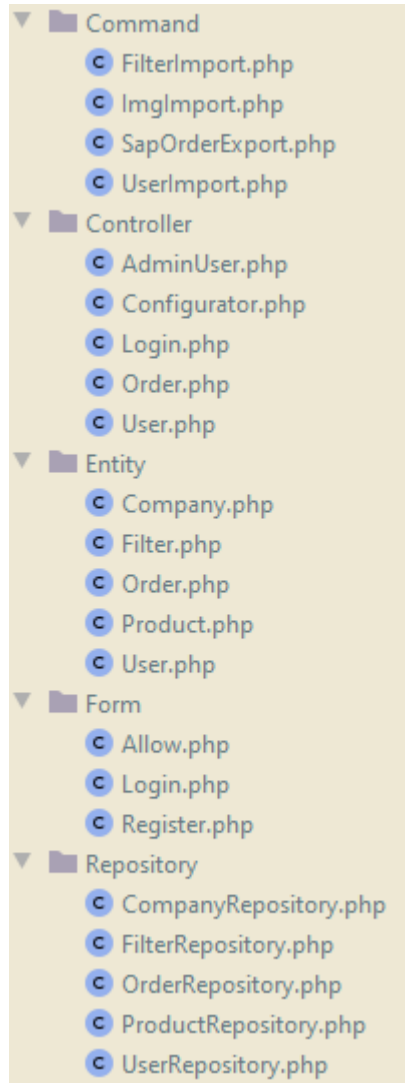 Command
C FilterImport.php
C ImgImport.php
C SapOrderExport.php
C UserImport.php
Controller
C AdminUser.php
C Configurator.php
C Login.php
C Order.php
C User.php
Entity
C Company.php
C Filter.php
C Order.php
C Product.php
C User.php
Form
C Allow.php
C Login.php
C Register.php
Repository
C CompanyRepository.php
C FilterRepository.php
C OrderRepository.php
C ProductRepository.php
C UserRepository.php